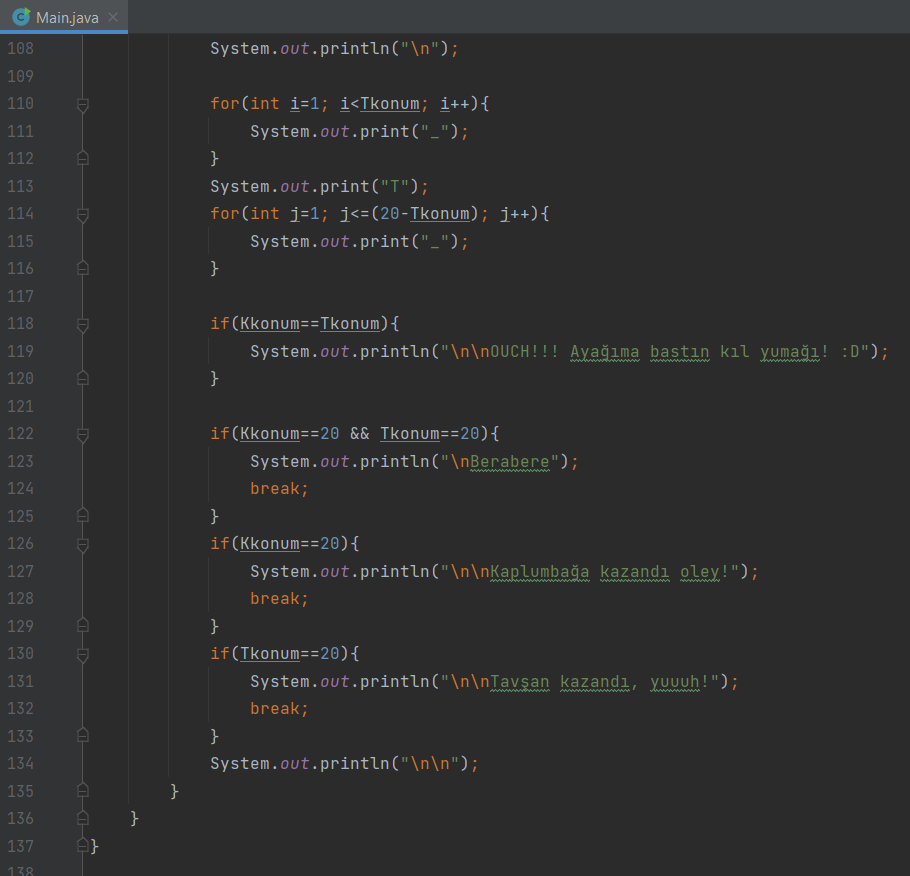 Main.java
108 System.out.println("\n");
109
110 for(int i=1; i<Tkonum; i++){
111 System.out.print("_");
112 }
113 System.out.print("T");
114 for(int j=1; j<=(20-Tkonum); j++){
115 System.out.print("_");
116 }
117
118 if(Kkonum==Tkonum){
119 System.out.println("\n\nOUCH!!! Ayağıma bastın kıl yumağı! :D");
120 }
121
122 if(Kkonum==20 && Tkonum==20){
123 System.out.println("\nBerabere");
124 break;
125 }
126 if(Kkonum==20){
127 System.out.println("\n\nKaplumbağa kazandı oley!");
128 break;
129 }
130 if(Tkonum==20){
131 System.out.println("\n\nTavşan kazandı, yuuuh!");
132 break;
133 }
134 System.out.println("\n\n");
135 }
136 }
137 }
138